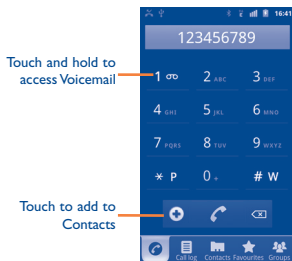 16:41
123456789
Touch and hold to
access Voicemail
1 2 ABC 3 DEF
4 GHI 5 JKL 6 MNO
7 PQRS 8 TUV 9 WXYZ
* P 0 + # W
Touch to add to
Contacts
Call log Contacts Favourites Groups